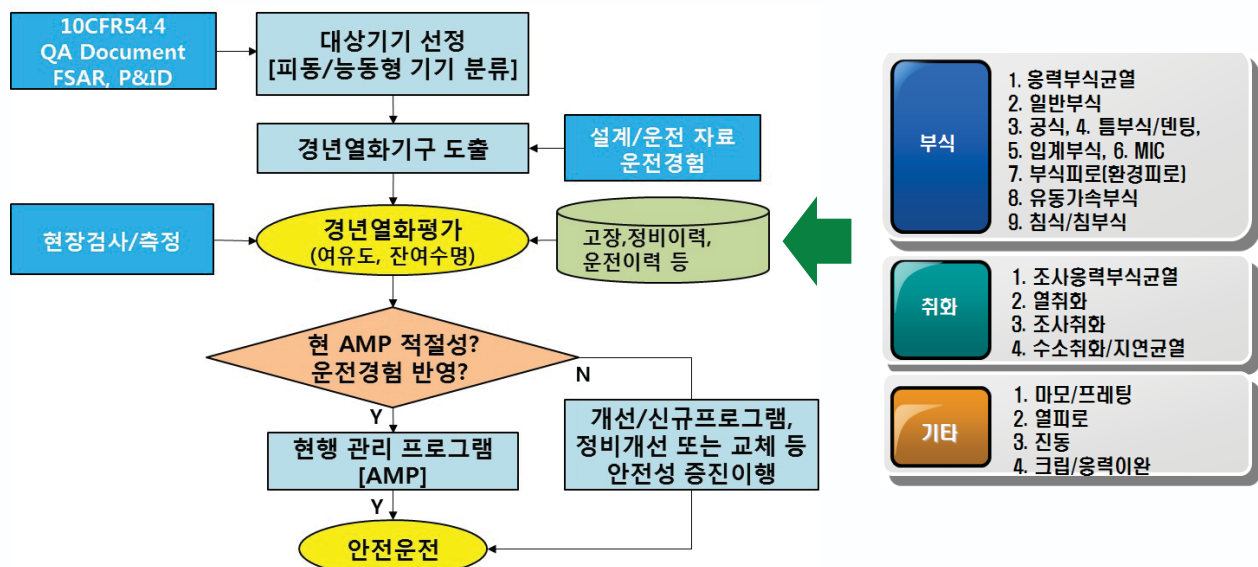 10CFR54.4
QA Document
FSAR, P&ID
대상기기 선정
[피동/능동형 기기 분류]
경년열화기구 도출
설계/운전 자료
운전경험
현장검사/측정
경년열화평가
(여유도, 잔여수명)
고장,정비이력,
운전이력 등
현 AMP 적절성?
운전경험 반영?
N
Y
개선/신규프로그램,
정비개선 또는 교체 등
안전성 증진이행
현행 관리 프로그램
[AMP]
Y
안전운전
부식
1. 응력부식균열
2. 일반부식
3. 공식, 4. 틈부식/덴팅,
5. 입계부식, 6. MIC
7. 부식피로(환경피로)
8. 유동가속부식
9. 침식/침부식
취화
1. 조사응력부식균열
2. 열취화
3. 조사취화
4. 수소취화/지연균열
기타
1. 마모/프레팅
2. 열피로
3. 진동
4. 크립/응력이완